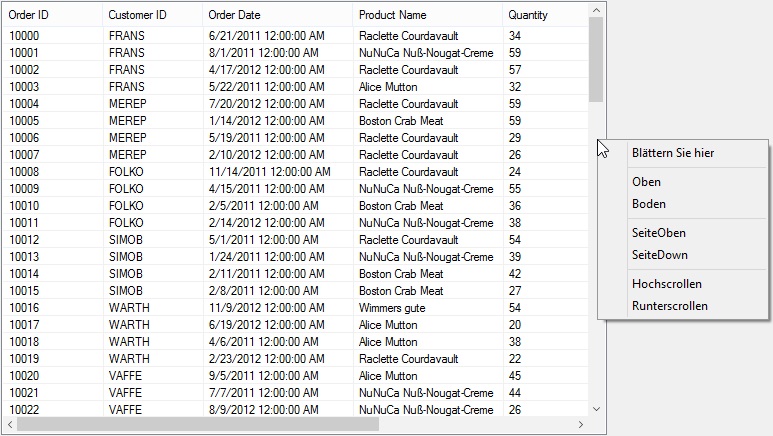 Order ID Customer ID Order Date Product Name Quantity
10000 FRANS 6/21/2011 12:00:00 AM Raclette Courdavault 34
10001 FRANS 8/1/2011 12:00:00 AM NuNuCa Nuß-Nougat-Creme 59
10002 FRANS 4/17/2012 12:00:00 AM Raclette Courdavault 57
10003 FRANS 5/22/2011 12:00:00 AM Alice Mutton 32
10004 MEREP 7/20/2012 12:00:00 AM Raclette Courdavault 59
10005 MEREP 1/14/2012 12:00:00 AM Boston Crab Meat 59
10006 MEREP 5/19/2011 12:00:00 AM Raclette Courdavault 29
10007 MEREP 2/10/2012 12:00:00 AM Raclette Courdavault 26
10008 FOLKO 11/14/2011 12:00:00 AM Raclette Courdavault 24
10009 FOLKO 4/15/2011 12:00:00 AM NuNuCa Nuß-Nougat-Creme 55
10010 FOLKO 2/5/2011 12:00:00 AM Boston Crab Meat 36
10011 FOLKO 2/14/2012 12:00:00 AM NuNuCa Nuß-Nougat-Creme 38
10012 SIMOB 5/1/2011 12:00:00 AM Raclette Courdavault 54
10013 SIMOB 1/24/2011 12:00:00 AM NuNuCa Nuß-Nougat-Creme 39
10014 SIMOB 2/11/2011 12:00:00 AM Boston Crab Meat 42
10015 SIMOB 2/8/2011 12:00:00 AM Boston Crab Meat 27
10016 WARTH 11/9/2012 12:00:00 AM Wimmers gute 54
10017 WARTH 6/19/2012 12:00:00 AM Alice Mutton 20
10018 WARTH 4/6/2011 12:00:00 AM Alice Mutton 38
10019 WARTH 2/23/2012 12:00:00 AM Raclette Courdavault 22
10020 VAFFE 9/5/2011 12:00:00 AM Alice Mutton 45
10021 VAFFE 7/7/2011 12:00:00 AM NuNuCa Nuß-Nougat-Creme 44
10022 VAFFE 8/9/2012 12:00:00 AM NuNuCa Nuß-Nougat-Creme 26
Blättern Sie hier
Oben
Boden
SeiteOben
SeiteDown
Hochscrollen
Runterscrollen